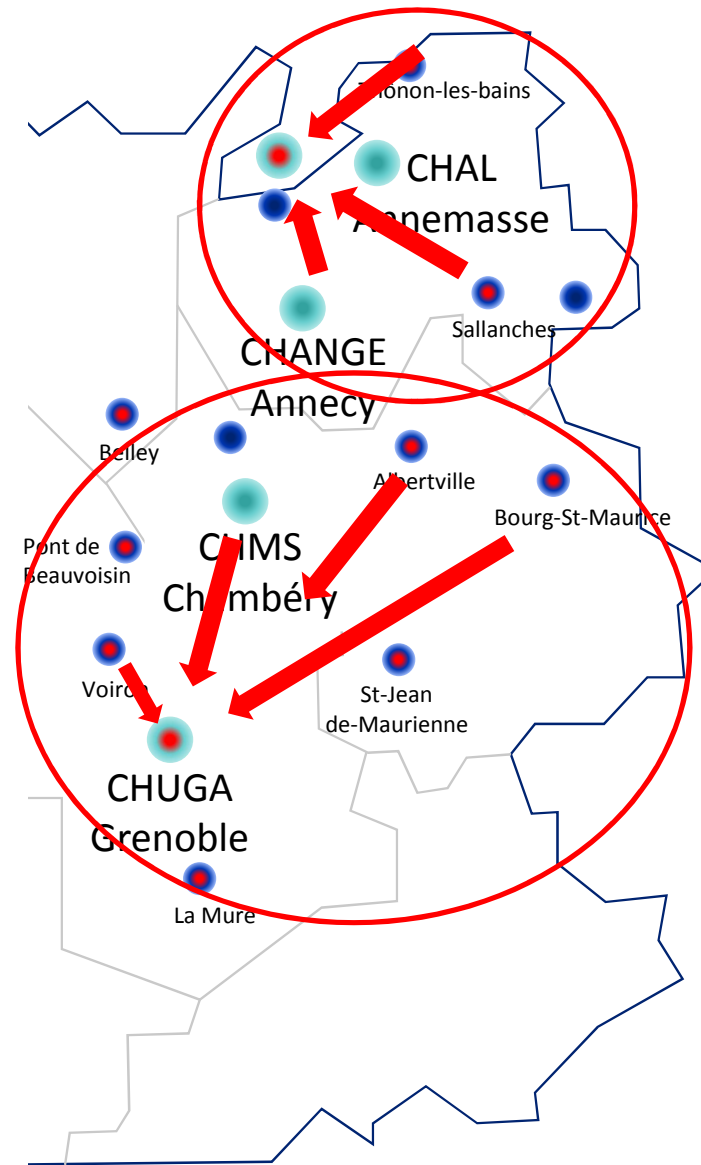 Thonon-les-bains
CHAL
Annemasse
Sallanches
CHANGE
Annecy
Belley
Albertville
Bourg-St-Maurice
Pont de
Beauvoisin
CHMS
Chambéry
Voiron
St-Jean
de-Maurienne
CHUGA
Grenoble
La Mure